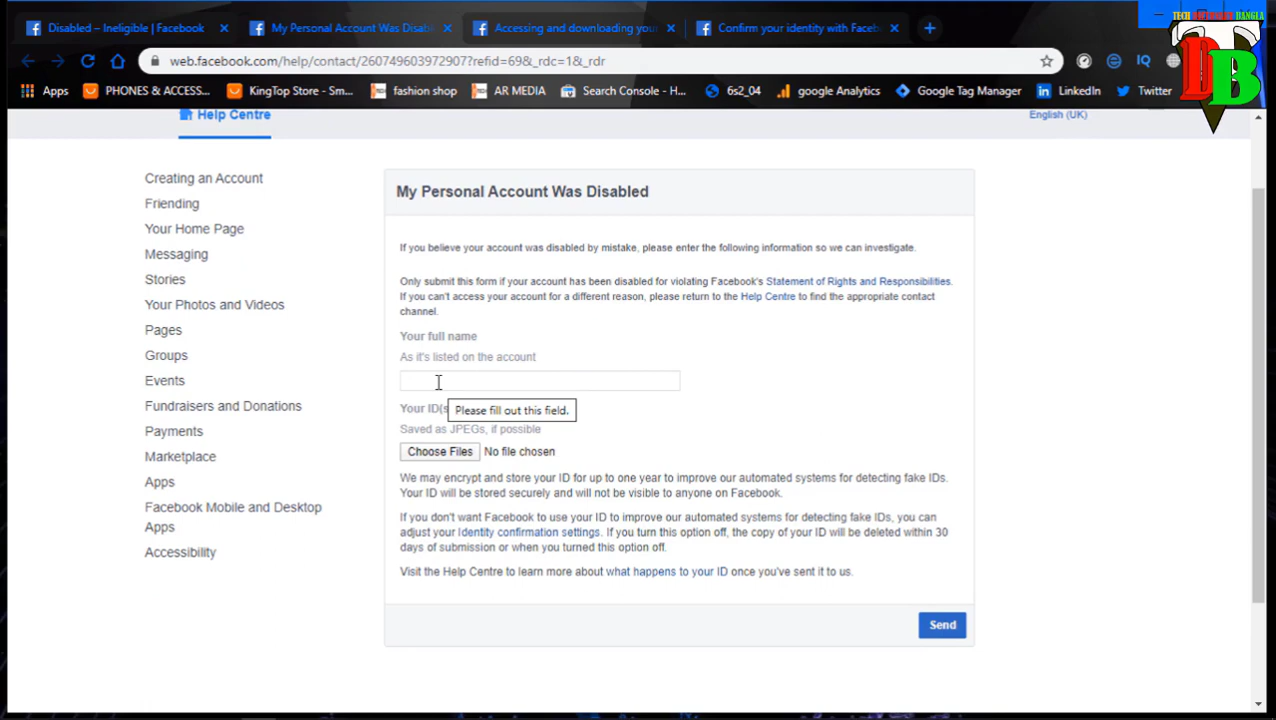 Disabled – Ineligible | Facebook
My Personal Account Was Disab
Accessing and downloading your
Confirm your identity with Faceb
TECH DB BANGLA
web.facebook.com/help/contact/260749603972907?refid=69&_rdc=1&_rdr
IQ
DB
Apps
PHONES & ACCESS...
KingTop Store - Sm...
fashion shop
AR MEDIA
Search Console - H...
6s2_04
google Analytics
Google Tag Manager
LinkedIn
Twitter
Help Centre
English (UK)
Creating an Account
Friending
Your Home Page
Messaging
Stories
Your Photos and Videos
Pages
Groups
Events
Fundraisers and Donations
Payments
Marketplace
Apps
Facebook Mobile and Desktop
Apps
Accessibility
My Personal Account Was Disabled
If you believe your account was disabled by mistake, please enter the following information so we can investigate.
Only submit this form if your account has been disabled for violating Facebook's Statement of Rights and Responsibilities.
If you can't access your account for a different reason, please return to the Help Centre to find the appropriate contact
channel.
Your full name
As it's listed on the account
Your ID(s
Please fill out this field.
Saved as JPEGs, if possible
Choose Files No file chosen
We may encrypt and store your ID for up to one year to improve our automated systems for detecting fake IDs.
Your ID will be stored securely and will not be visible to anyone on Facebook.
If you don't want Facebook to use your ID to improve our automated systems for detecting fake IDs, you can
adjust your Identity confirmation settings. If you turn this option off, the copy of your ID will be deleted within 30
days of submission or when you turned this option off.
Visit the Help Centre to learn more about what happens to your ID once you've sent it to us.
Send